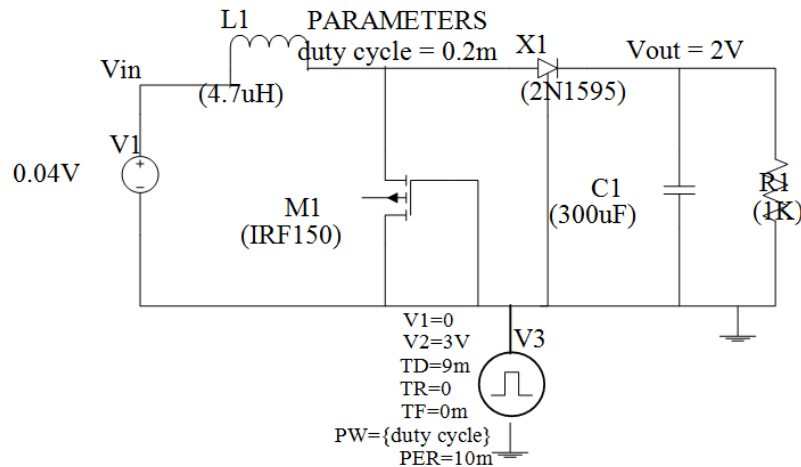 L1
PARAMETERS
duty cycle = 0.2m
X1
Vout = 2V
Vin
(4.7uH)
(2N1595)
V1
+
−
0.04V
M1
(IRF150)
C1
(300uF)
R1
(1K)
V1=0
V2=3V
V3
TD=9m
TR=0
TF=0m
PW={duty cycle}
PER=10m